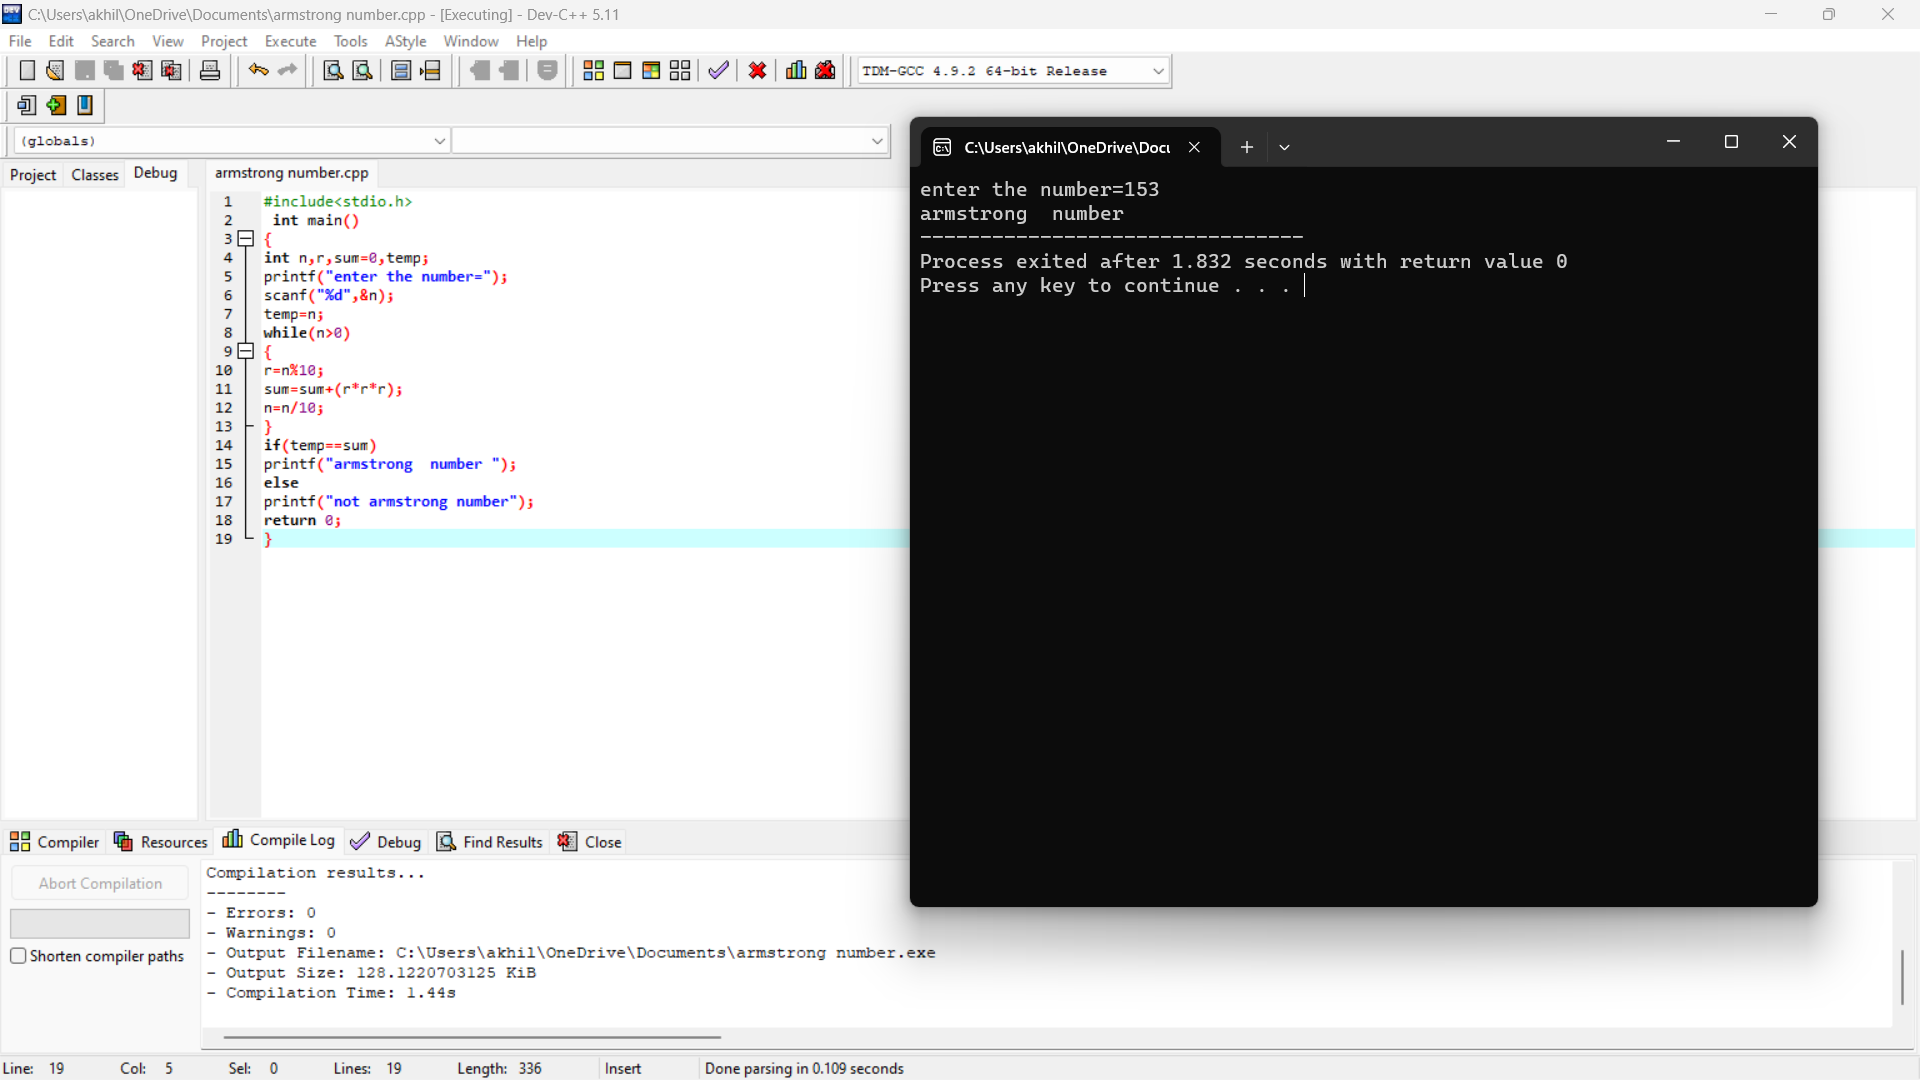 C:\Users\akhil\OneDrive\Documents\armstrong number.cpp - [Executing] - Dev-C++ 5.11
File Edit Search View Project Execute Tools AStyle Window Help
TDM-GCC 4.9.2 64-bit Release
(globals)
Project Classes Debug
armstrong number.cpp
1 #include<stdio.h>
2 int main()
3 {
4 int n,r,sum=0,temp;
5 printf("enter the number=");
6 scanf("%d",&n);
7 temp=n;
8 while(n>0)
9 {
10 r=n%10;
11 sum=sum+(r*r*r);
12 n=n/10;
13 }
14 if(temp==sum)
15 printf("armstrong  number ");
16 else
17 printf("not armstrong number");
18 return 0;
19 }
C:\Users\akhil\OneDrive\Docu
enter the number=153
armstrong  number
--------------------------------
Process exited after 1.832 seconds with return value 0
Press any key to continue . . .
Compiler Resources Compile Log Debug Find Results Close
Abort Compilation
Shorten compiler paths
Compilation results...
--------
- Errors: 0
- Warnings: 0
- Output Filename: C:\Users\akhil\OneDrive\Documents\armstrong number.exe
- Output Size: 128.1220703125 KiB
- Compilation Time: 1.44s
Line: 19 Col: 5 Sel: 0 Lines: 19 Length: 336 Insert Done parsing in 0.109 seconds